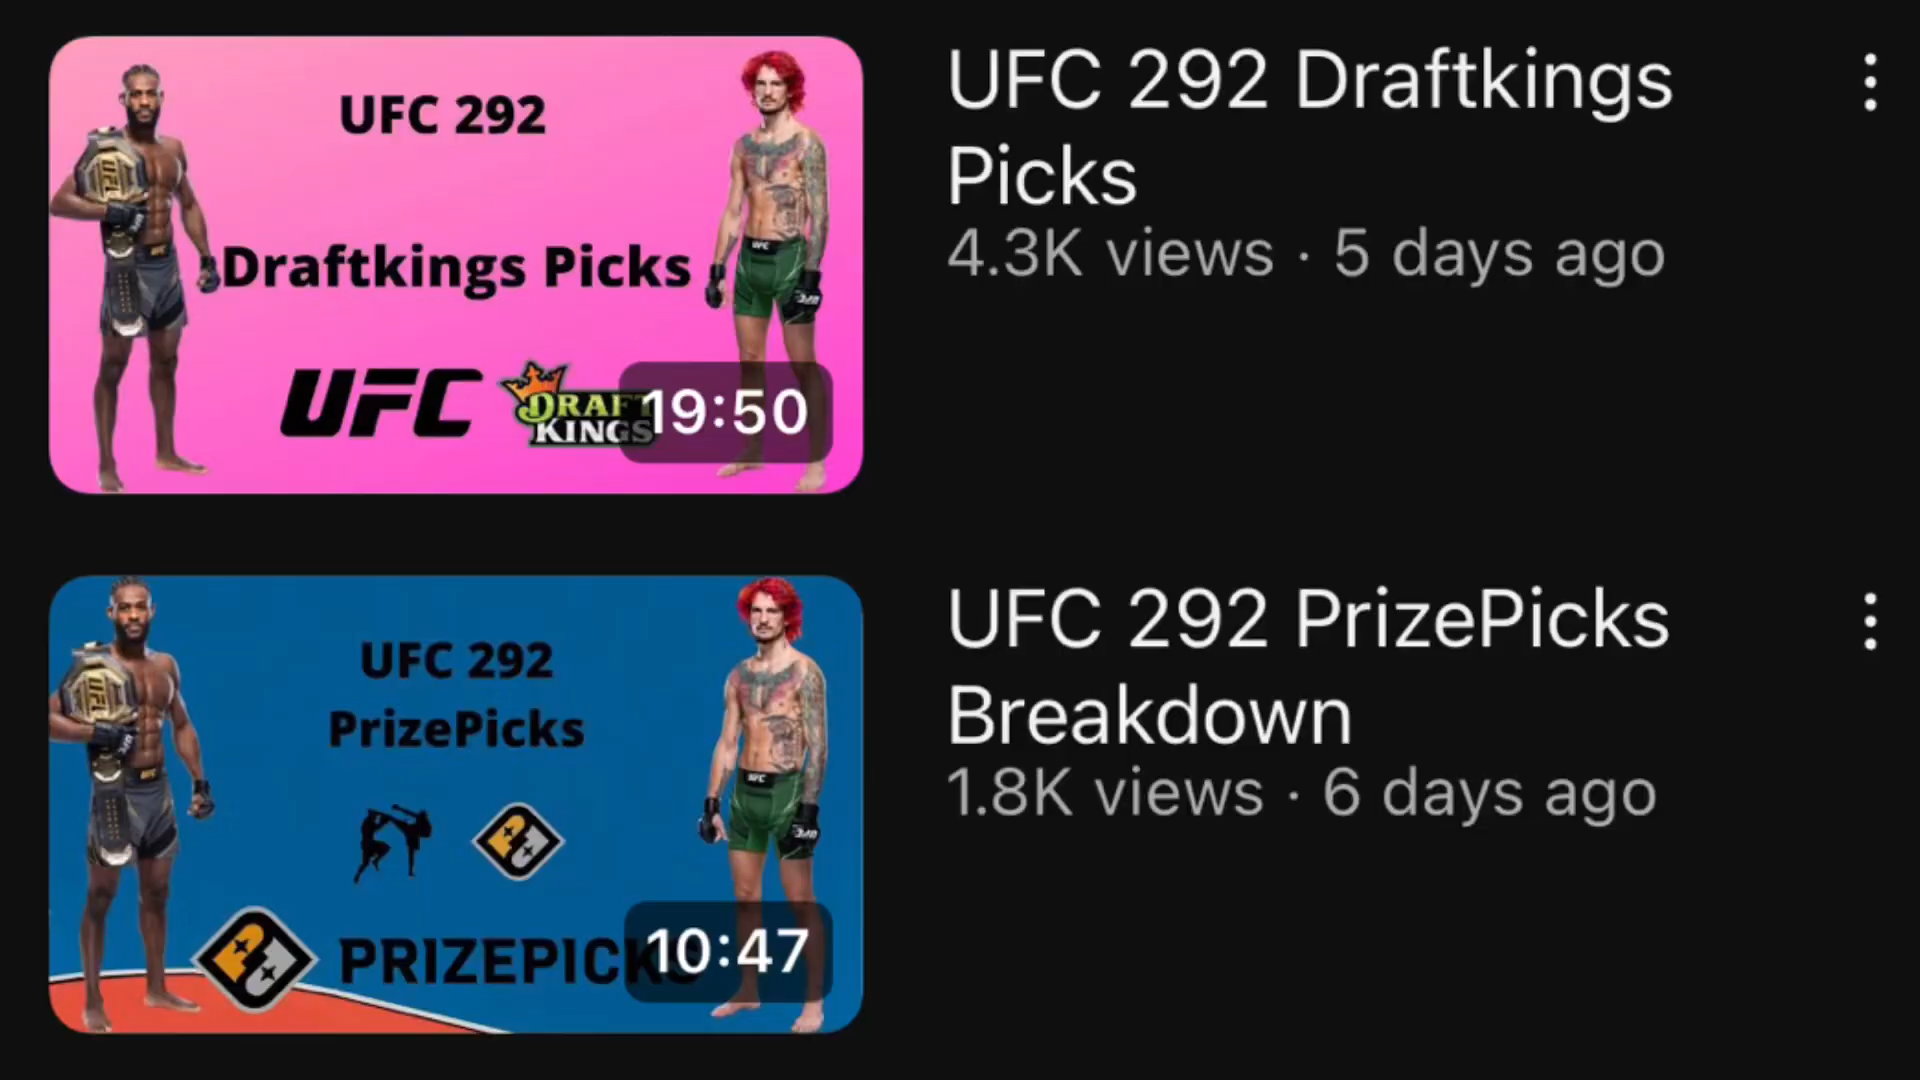 UFC 292
Draftkings Picks
UFC
DRAFT
KINGS
19:50
UFC 292 Draftkings
Picks
4.3K views · 5 days ago
UFC 292
PrizePicks
PRIZEPICKS
10:47
UFC 292 PrizePicks
Breakdown
1.8K views · 6 days ago